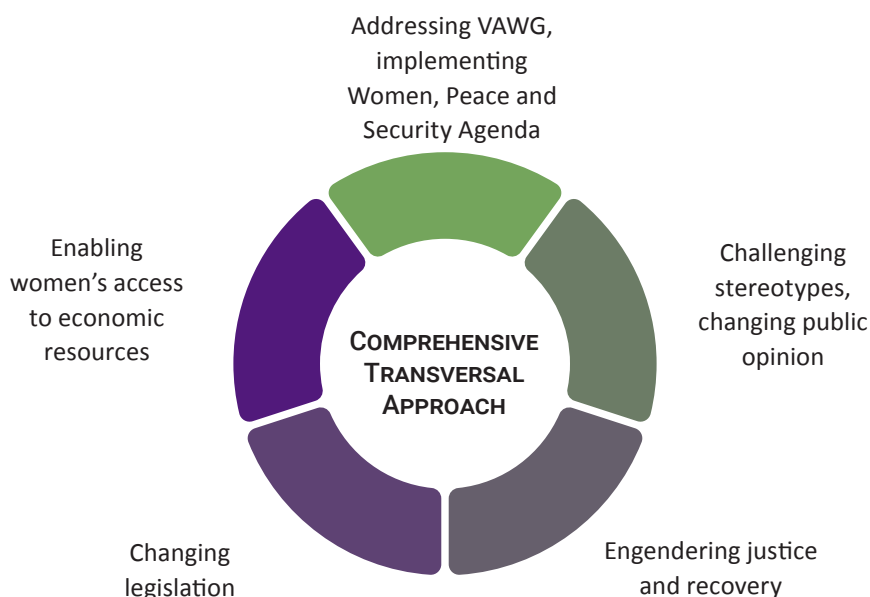 Addressing VAWG,
implementing
Women, Peace and
Security Agenda
Challenging
stereotypes,
changing public
opinion
Engendering justice
and recovery
Changing
legislation
Enabling
women’s access
to economic
resources
COMPREHENSIVE
TRANSVERSAL
APPROACH